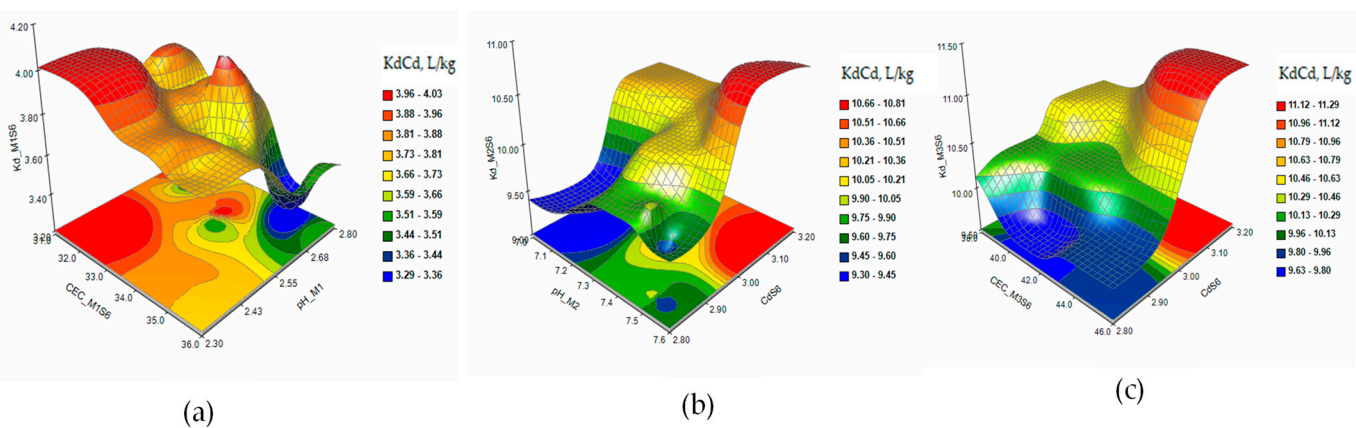 4.20
4.00
3.80
3.60
3.40
Kd_M1S6
31.0
32.0
33.0
34.0
35.0
36.0
CEC_M1S6
2.30
2.43
2.55
2.68
2.80
pH_M1
KdCd, L/kg
3.96 - 4.03
3.88 - 3.96
3.81 - 3.88
3.73 - 3.81
3.66 - 3.73
3.59 - 3.66
3.51 - 3.59
3.44 - 3.51
3.36 - 3.44
3.29 - 3.36
(a)
11.00
10.50
10.00
9.50
Kd_M2S6
7.1
7.2
7.3
7.4
7.5
7.6
pH_M2
2.80
2.90
3.00
3.10
3.20
CdS6
KdCd, L/kg
10.66 - 10.81
10.51 - 10.66
10.36 - 10.51
10.21 - 10.36
10.05 - 10.21
9.90 - 10.05
9.75 - 9.90
9.60 - 9.75
9.45 - 9.60
9.30 - 9.45
(b)
11.50
11.00
10.50
10.00
Kd_M3S6
40.0
42.0
44.0
46.0
CEC_M3S6
2.80
2.90
3.00
3.10
3.20
CdS6
KdCd, L/kg
11.12 - 11.29
10.96 - 11.12
10.79 - 10.96
10.63 - 10.79
10.46 - 10.63
10.29 - 10.46
10.13 - 10.29
9.96 - 10.13
9.80 - 9.96
9.63 - 9.80
(c)